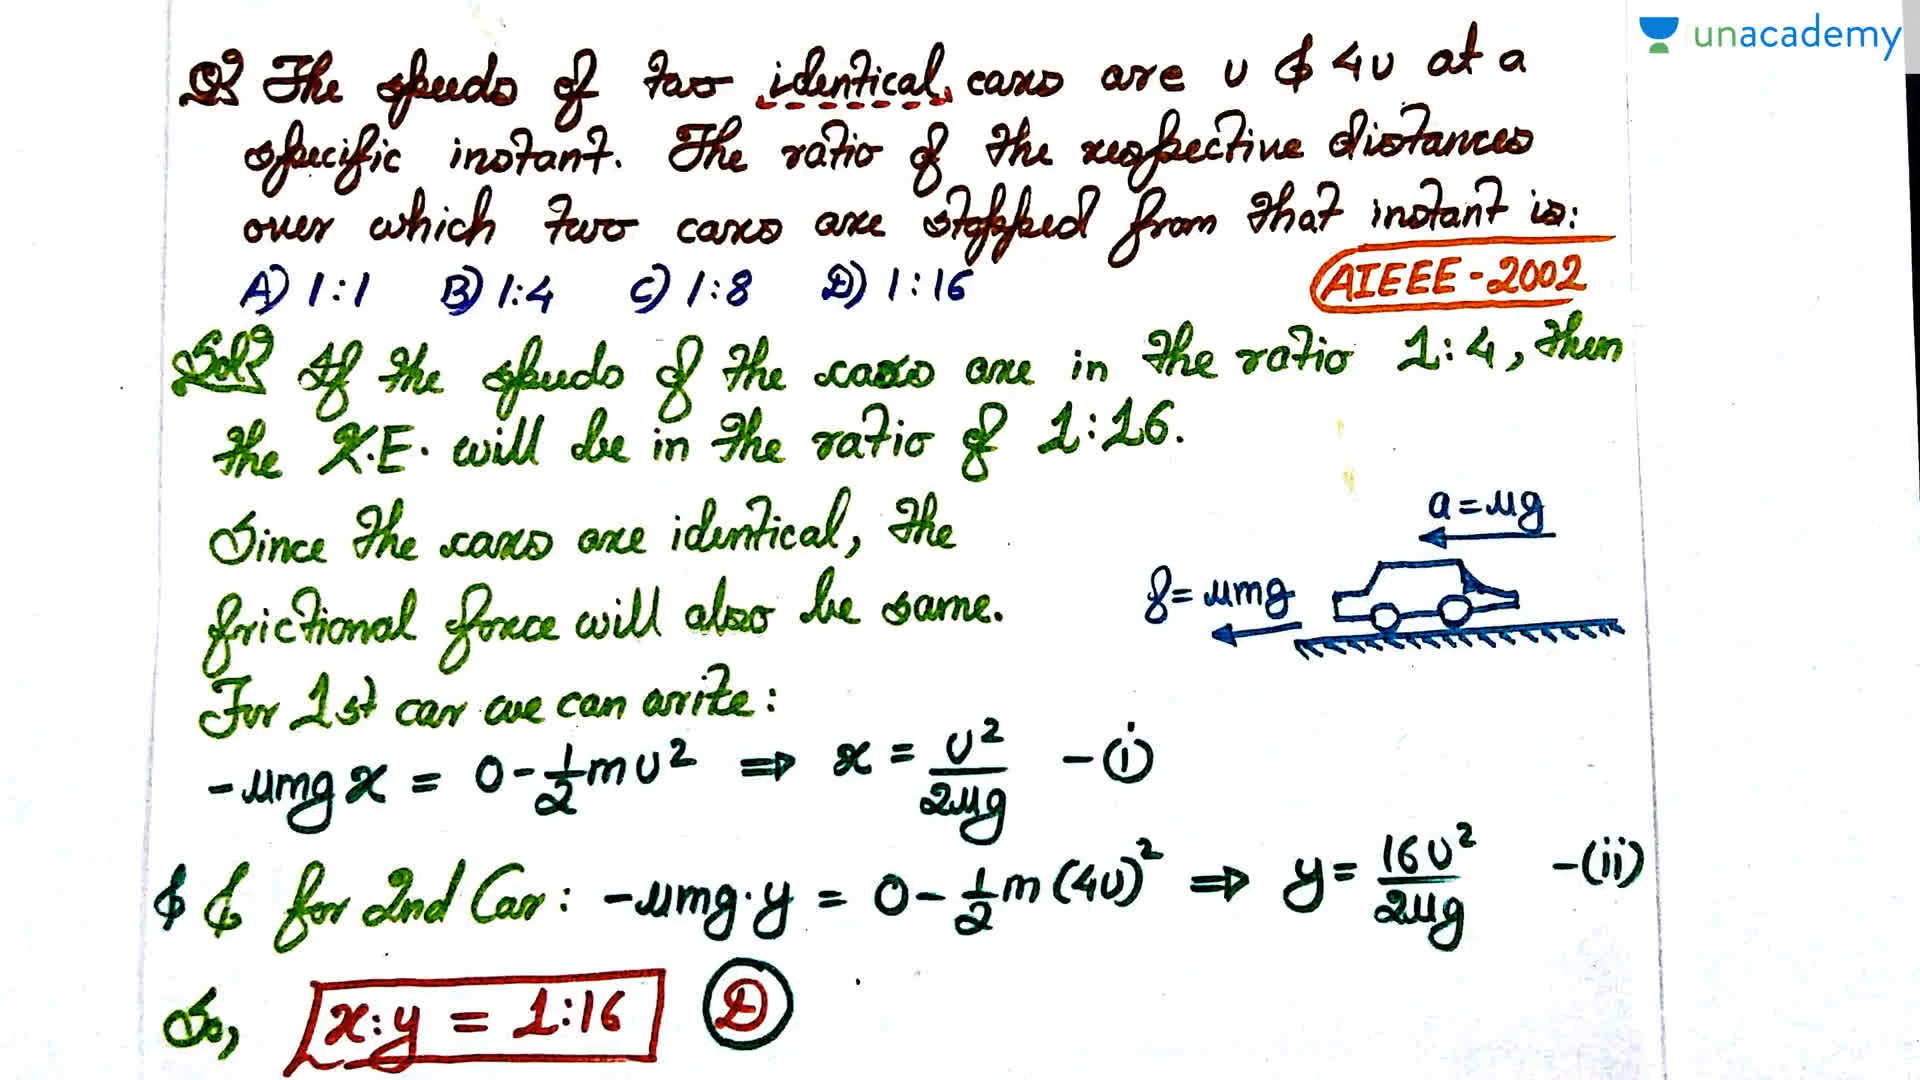 unacademy
Q? The speeds of two identical cars are u & 4u at a
specific instant. The ratio of the respective distances
over which two cars are stopped from that instant is:
A) 1:1 B) 1:4 C) 1:8 D) 1:16 AIEEE-2002
Sol? If the speeds of the cars are in the ratio 1:4, then
the K.E. will be in the ratio of 1:16.
Since the cars are identical, the
frictional force will also be same.
a=μg
f=μmg
For 1st car we can write:
-μmgx = 0-½mu² ⇒ x = u²/2μg -(i)
& & for 2nd Car: -μmg.y = 0-½m(4u)² ⇒ y = 16u²/2μg -(ii)
So, x:y = 1:16 D